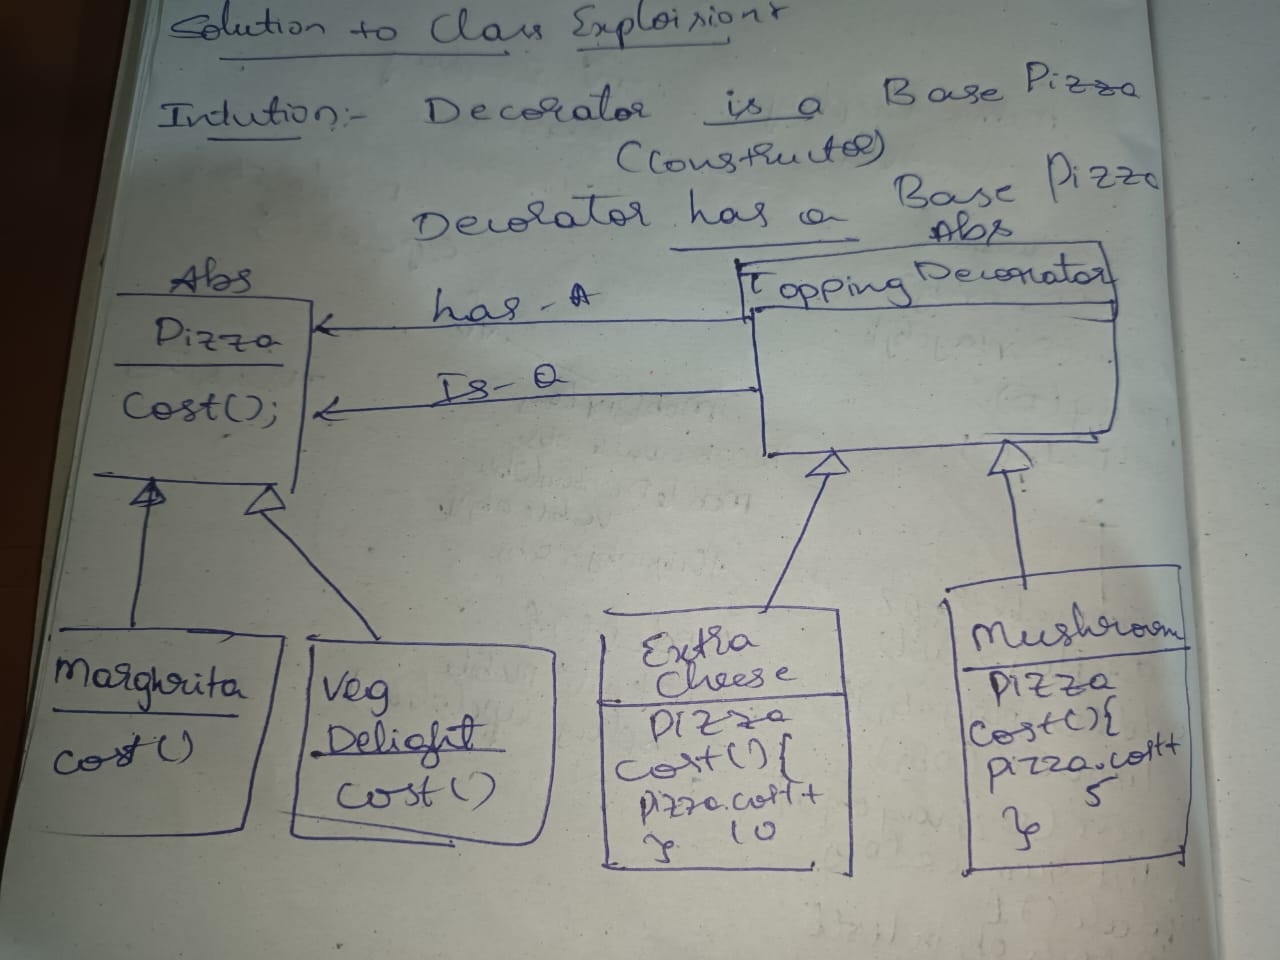 Solution to Class Exploisions
Intution:- Decorator is a Base Pizza
(Constructor)
Decorator has a Base Pizza
Abs
Abs
Topping Decorator
has-A
Pizza
Is-a
Cost();
Margherita
Cost()
Veg
Delight
Cost()
Extra
Cheese
Pizza
Cost(){
pizza.cost+
10
}
Mushroom
Pizza
Cost(){
pizza.cost+
5
}